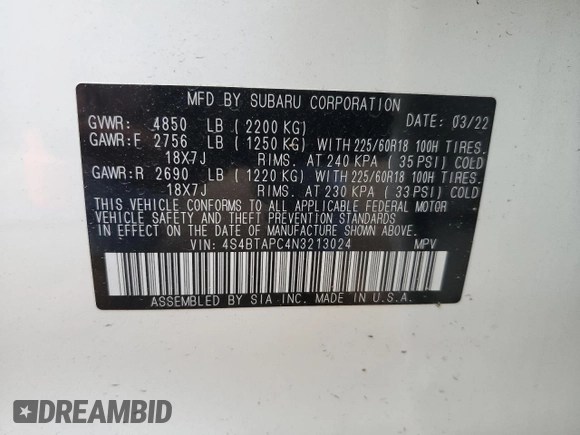 MFD BY SUBARU CORPORATION
GVWR: 4850 LB (2200 KG) DATE: 03/22
GAWR:F 2756 LB (1250 KG) WITH 225/60R18 100H TIRES.
18X7J RIMS. AT 240 KPA (35 PSI) COLD
GAWR:R 2690 LB (1220 KG) WITH 225/60R18 100H TIRES.
18X7J RIMS. AT 230 KPA (33 PSI) COLD
THIS VEHICLE CONFORMS TO ALL APPLICABLE FEDERAL MOTOR
VEHICLE SAFETY AND THEFT PREVENTION STANDARDS
IN EFFECT ON THE DATE OF MANUFACTURE SHOWN ABOVE.
VIN: 4S4BTAPC4N3213024 MPV
ASSEMBLED BY SIA INC. MADE IN U.S.A.
DREAMBID